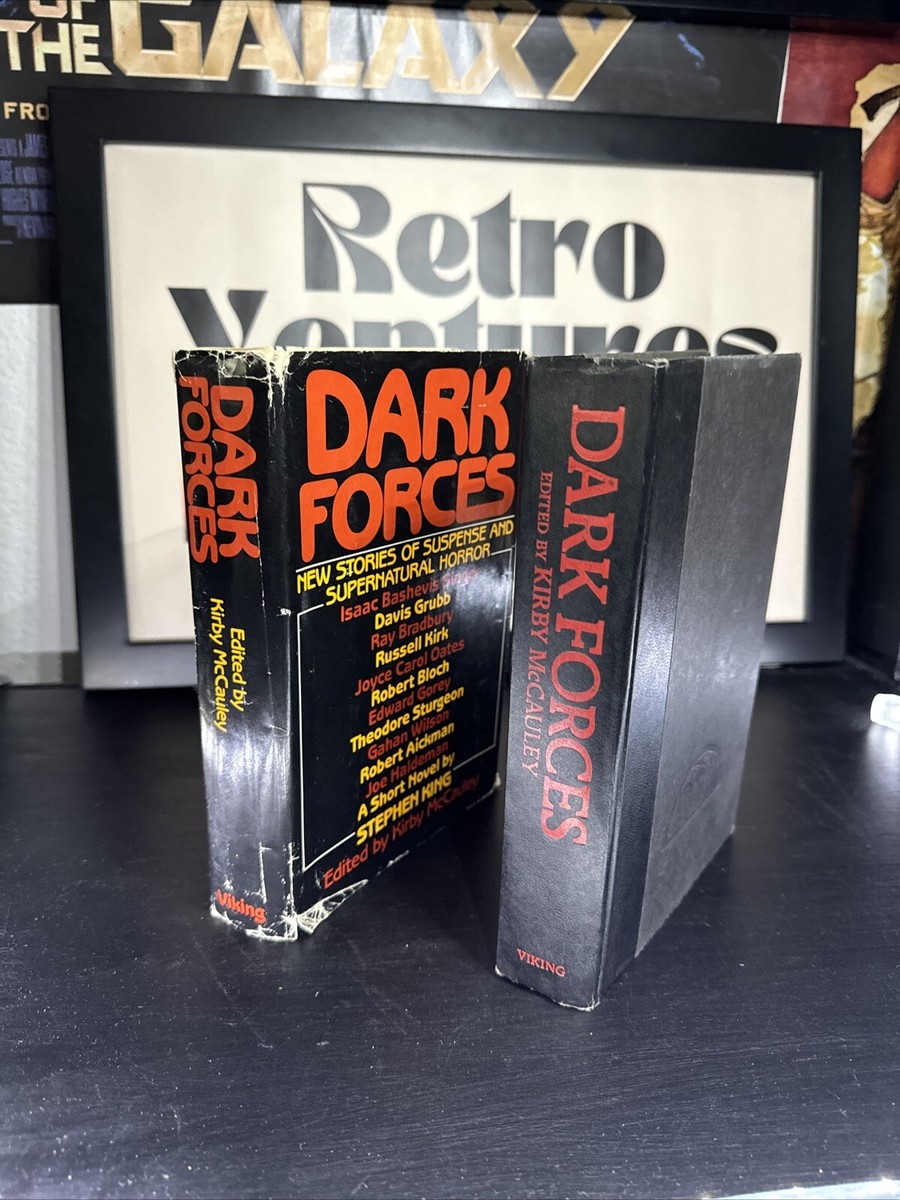 OF
THE GALAXY
FRO
Retro
Ventures
DARK
FORCES
Edited by
Kirby McCauley
Viking
DARK
FORCES
NEW STORIES OF SUSPENSE AND
SUPERNATURAL HORROR
Isaac Bashevis Singer
Davis Grubb
Ray Bradbury
Russell Kirk
Joyce Carol Oates
Robert Bloch
Edward Gorey
Theodore Sturgeon
Gahan Wilson
Robert Aickman
Joe Haldeman
A Short Novel by
STEPHEN KING
Edited by Kirby McCauley
DARK FORCES
EDITED BY KIRBY McCAULEY
VIKING